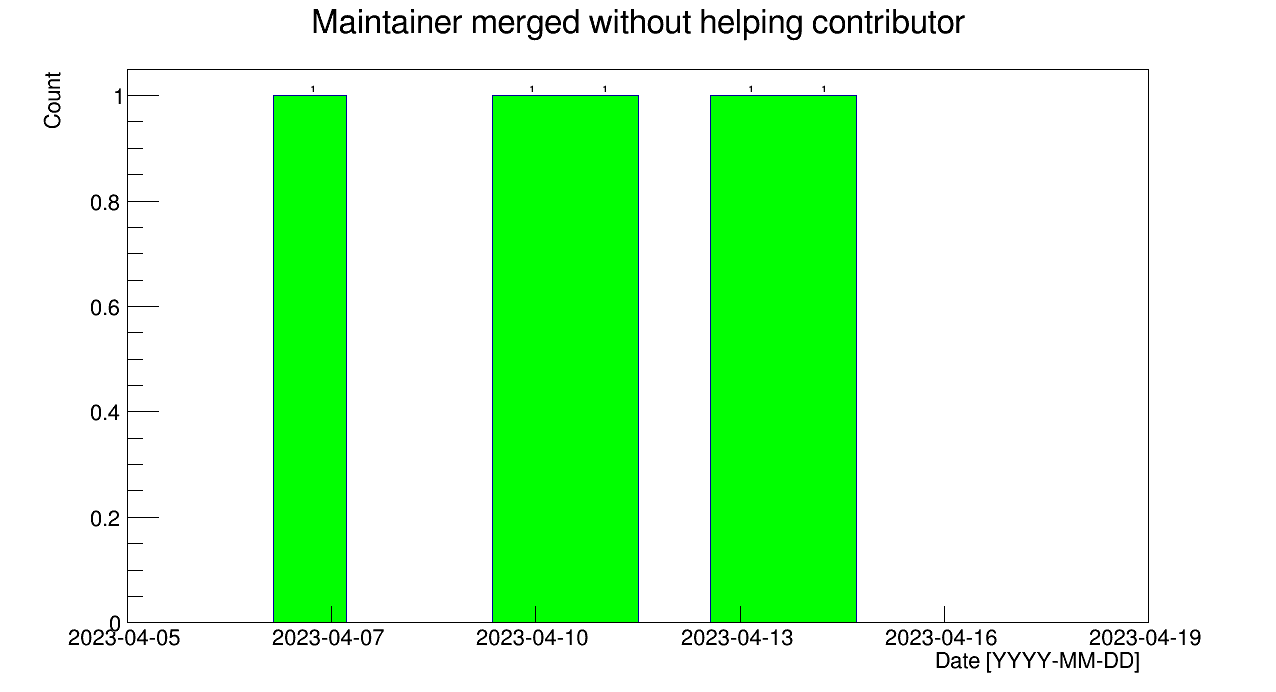 Maintainer merged without helping contributor
Count
1
0.8
0.6
0.4
0.2
0
1 1 1 1 1
2023-04-05 2023-04-07 2023-04-10 2023-04-13 2023-04-16 2023-04-19
Date [YYYY-MM-DD]